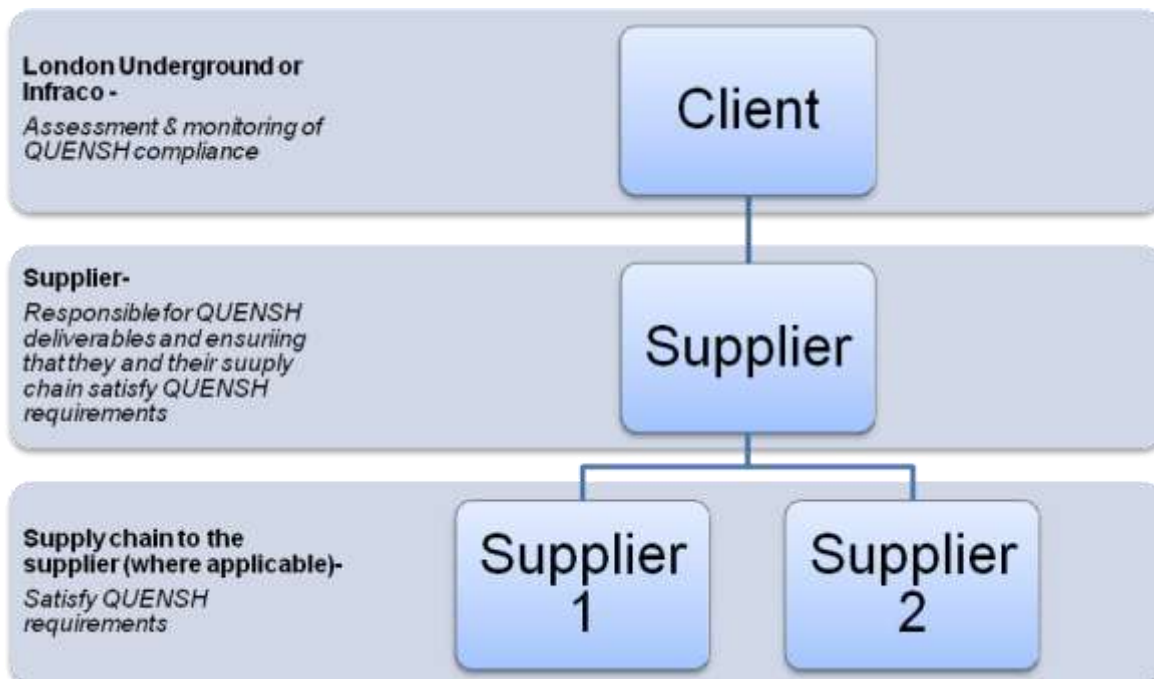 London Underground or
Infraco -
Assessment & monitoring of
QUENSH compliance
Client
Supplier-
Responsible for QUENSH
deliverables and ensuriing
that they and their suuply
chain satisfy QUENSH
requirements
Supplier
Supply chain to the
supplier (where applicable)-
Satisfy QUENSH
requirements
Supplier
1
Supplier
2